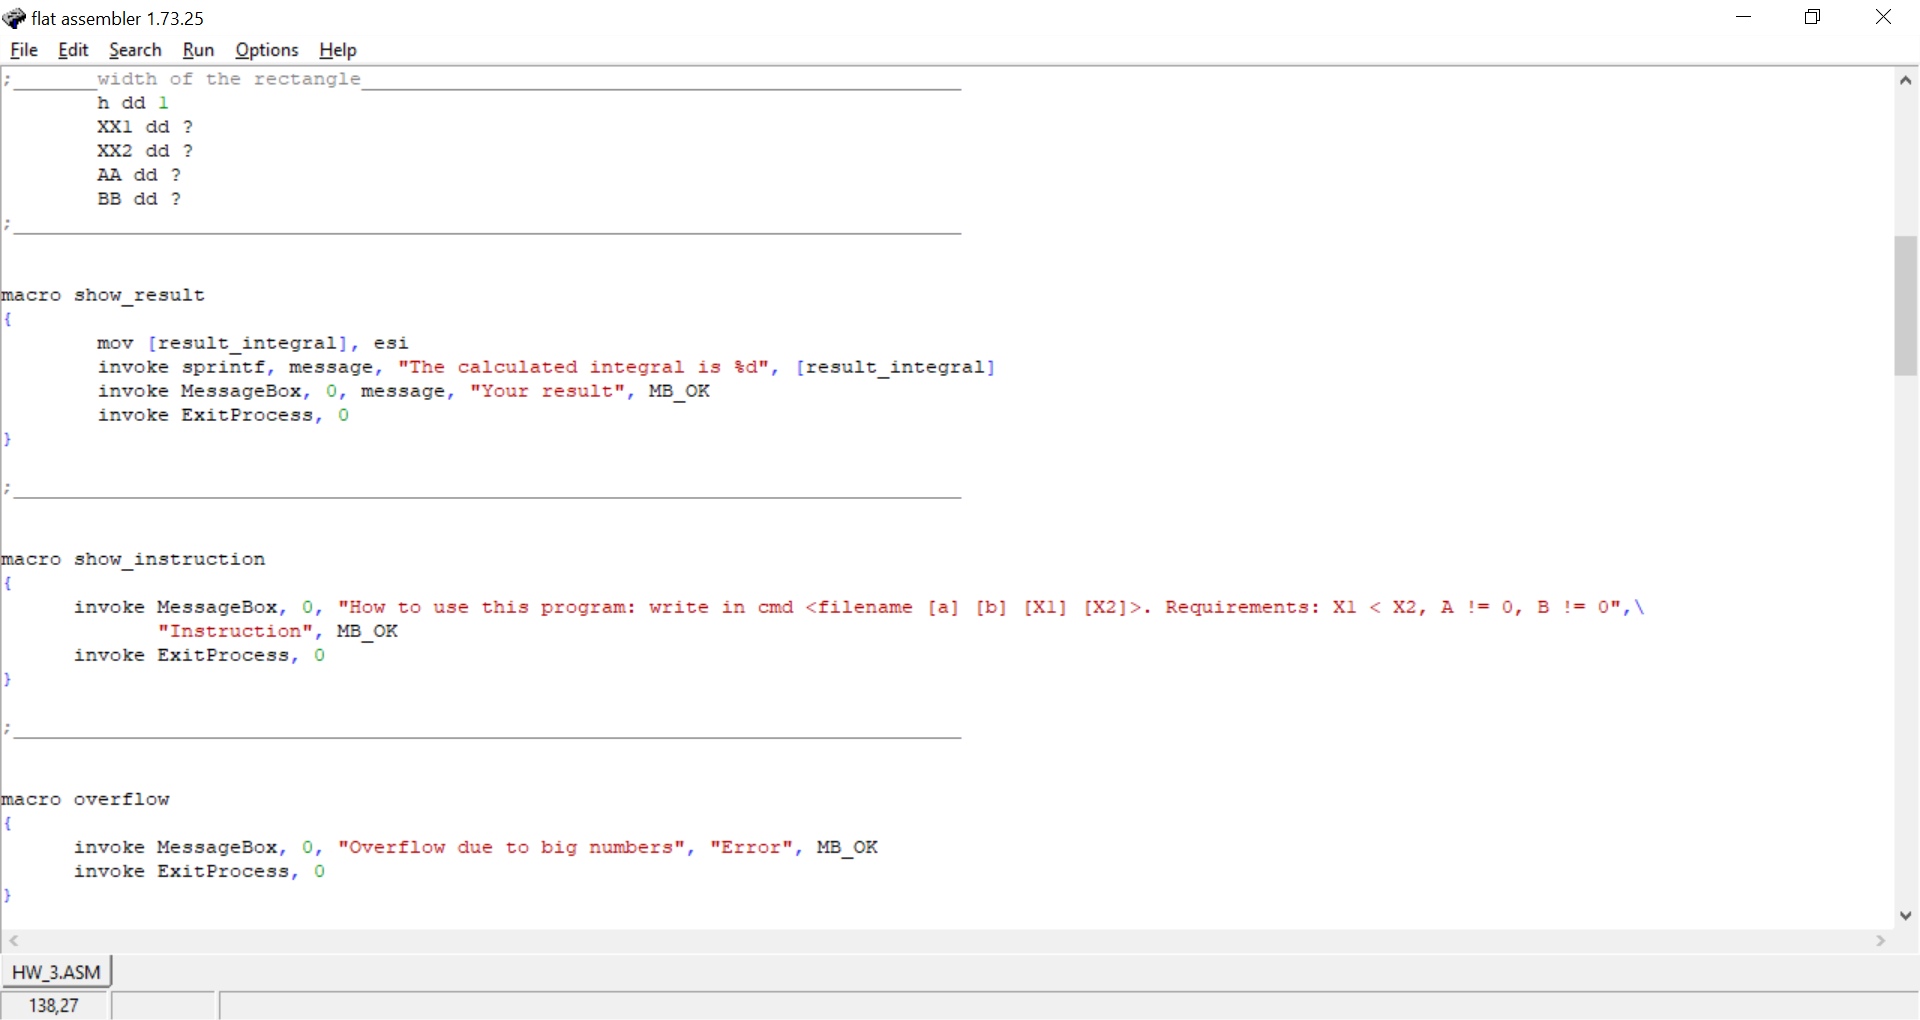 flat assembler 1.73.25
File Edit Search Run Options Help
;_______width of the rectangle__________________________________________________
h dd 1
XX1 dd ?
XX2 dd ?
AA dd ?
BB dd ?
;_______________________________________________________________________________
macro show_result
{
mov [result_integral], esi
invoke sprintf, message, "The calculated integral is %d", [result_integral]
invoke MessageBox, 0, message, "Your result", MB_OK
invoke ExitProcess, 0
}
;_______________________________________________________________________________
macro show_instruction
{
invoke MessageBox, 0, "How to use this program: write in cmd <filename [a] [b] [X1] [X2]>. Requirements: X1 < X2, A != 0, B != 0",\
"Instruction", MB_OK
invoke ExitProcess, 0
}
;_______________________________________________________________________________
macro overflow
{
invoke MessageBox, 0, "Overflow due to big numbers", "Error", MB_OK
invoke ExitProcess, 0
}
HW_3.ASM
138,27